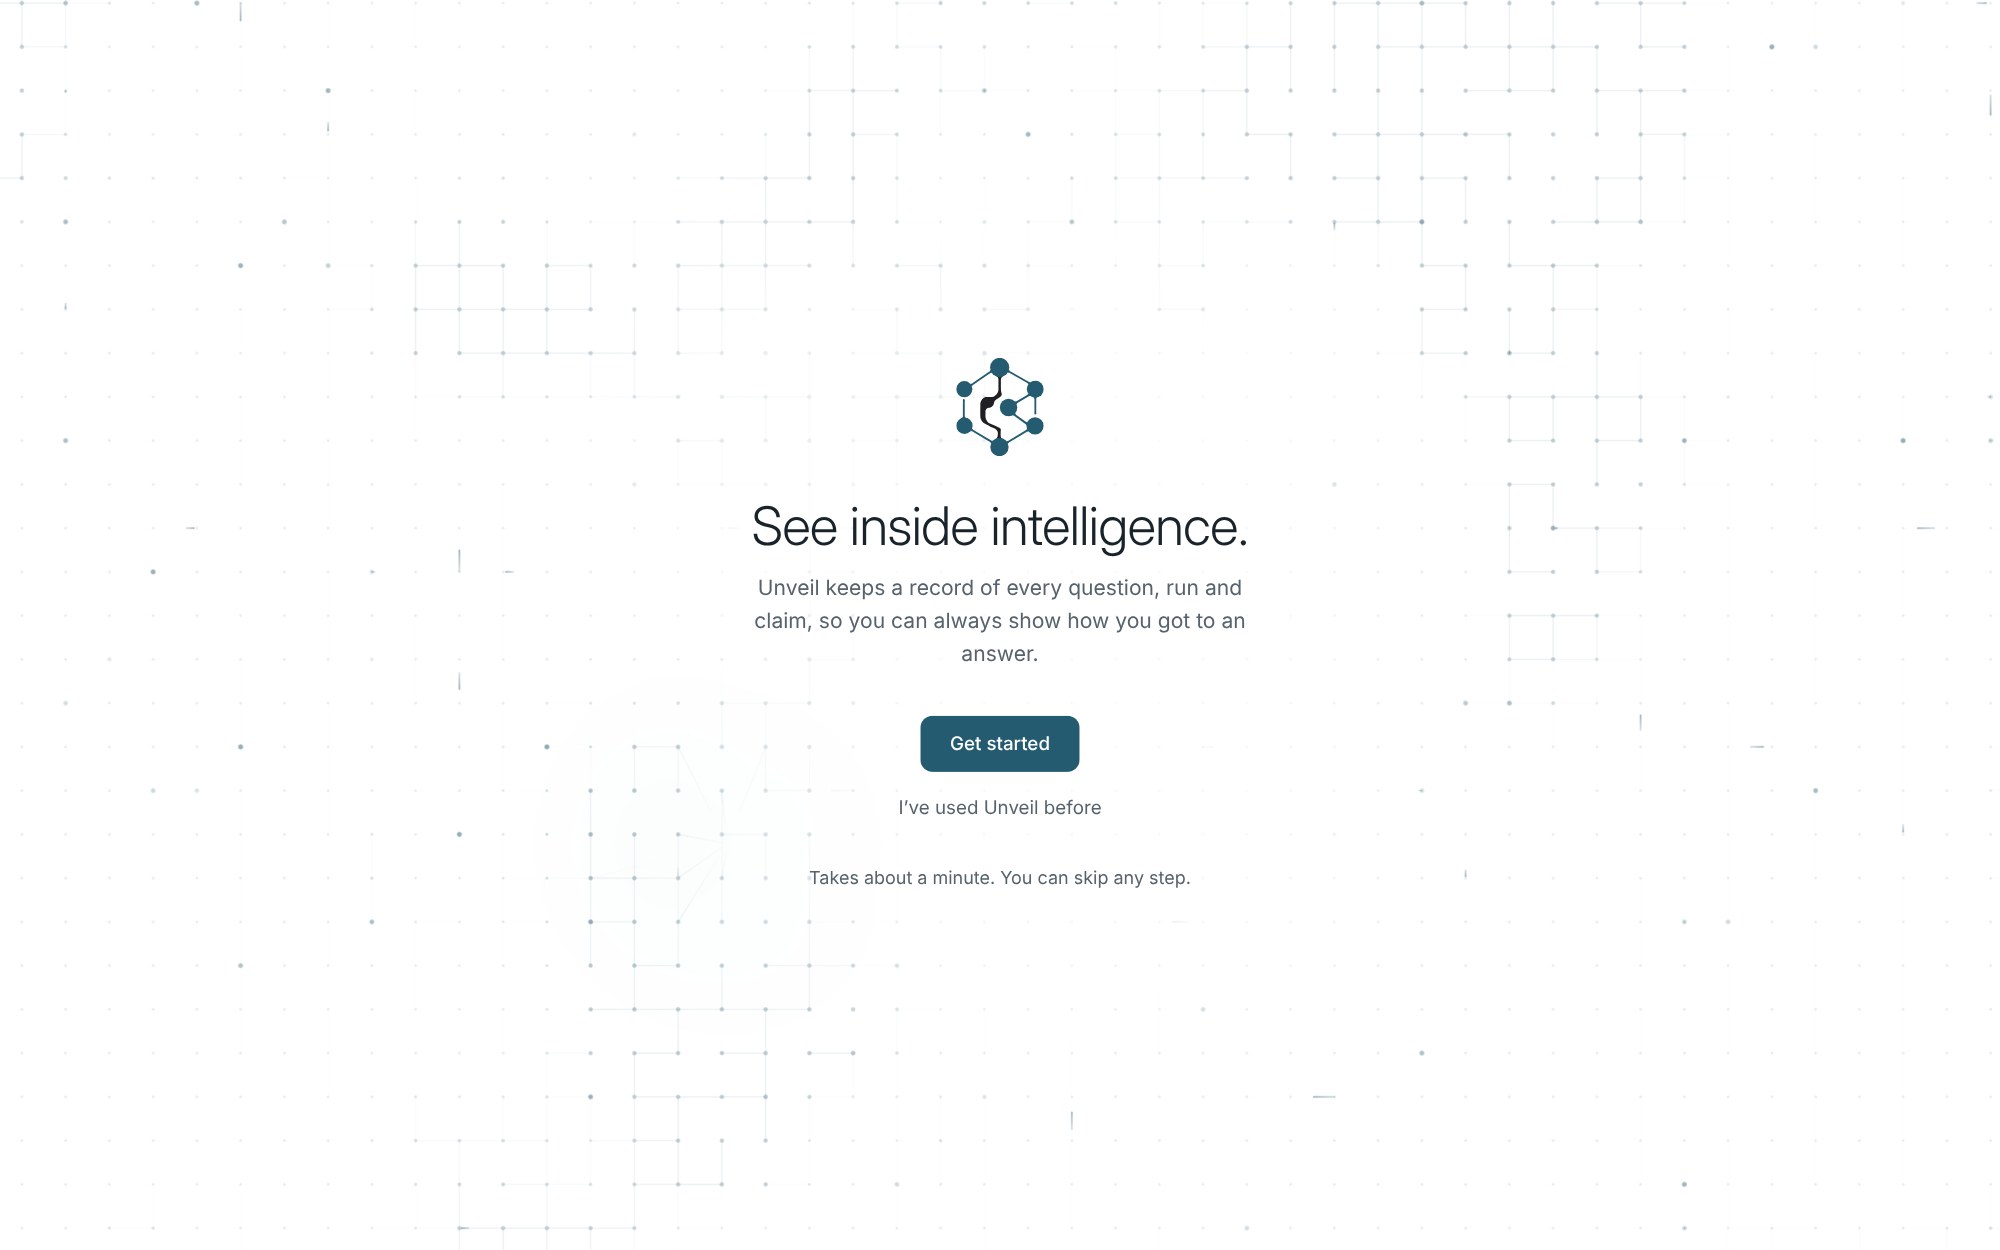 See inside intelligence.
Unveil keeps a record of every question, run and
claim, so you can always show how you got to an
answer.
Get started
I’ve used Unveil before
Takes about a minute. You can skip any step.